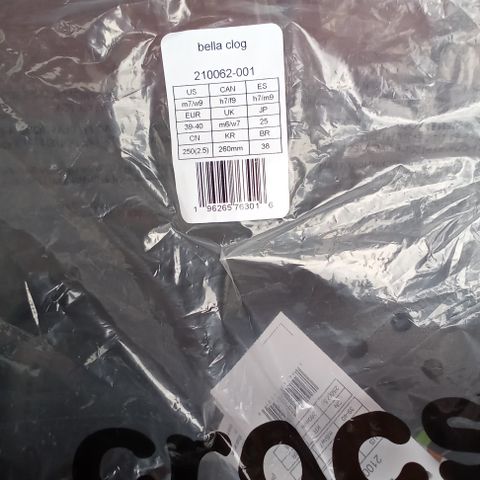 bella clog
210062-001
US CAN ES
m7/w9 h7/f9 h7/m9
EUR UK JP
39-40 m6/w7 25
CN KR BR
250(2.5) 260mm 38
1 96265 76301 6
crocs